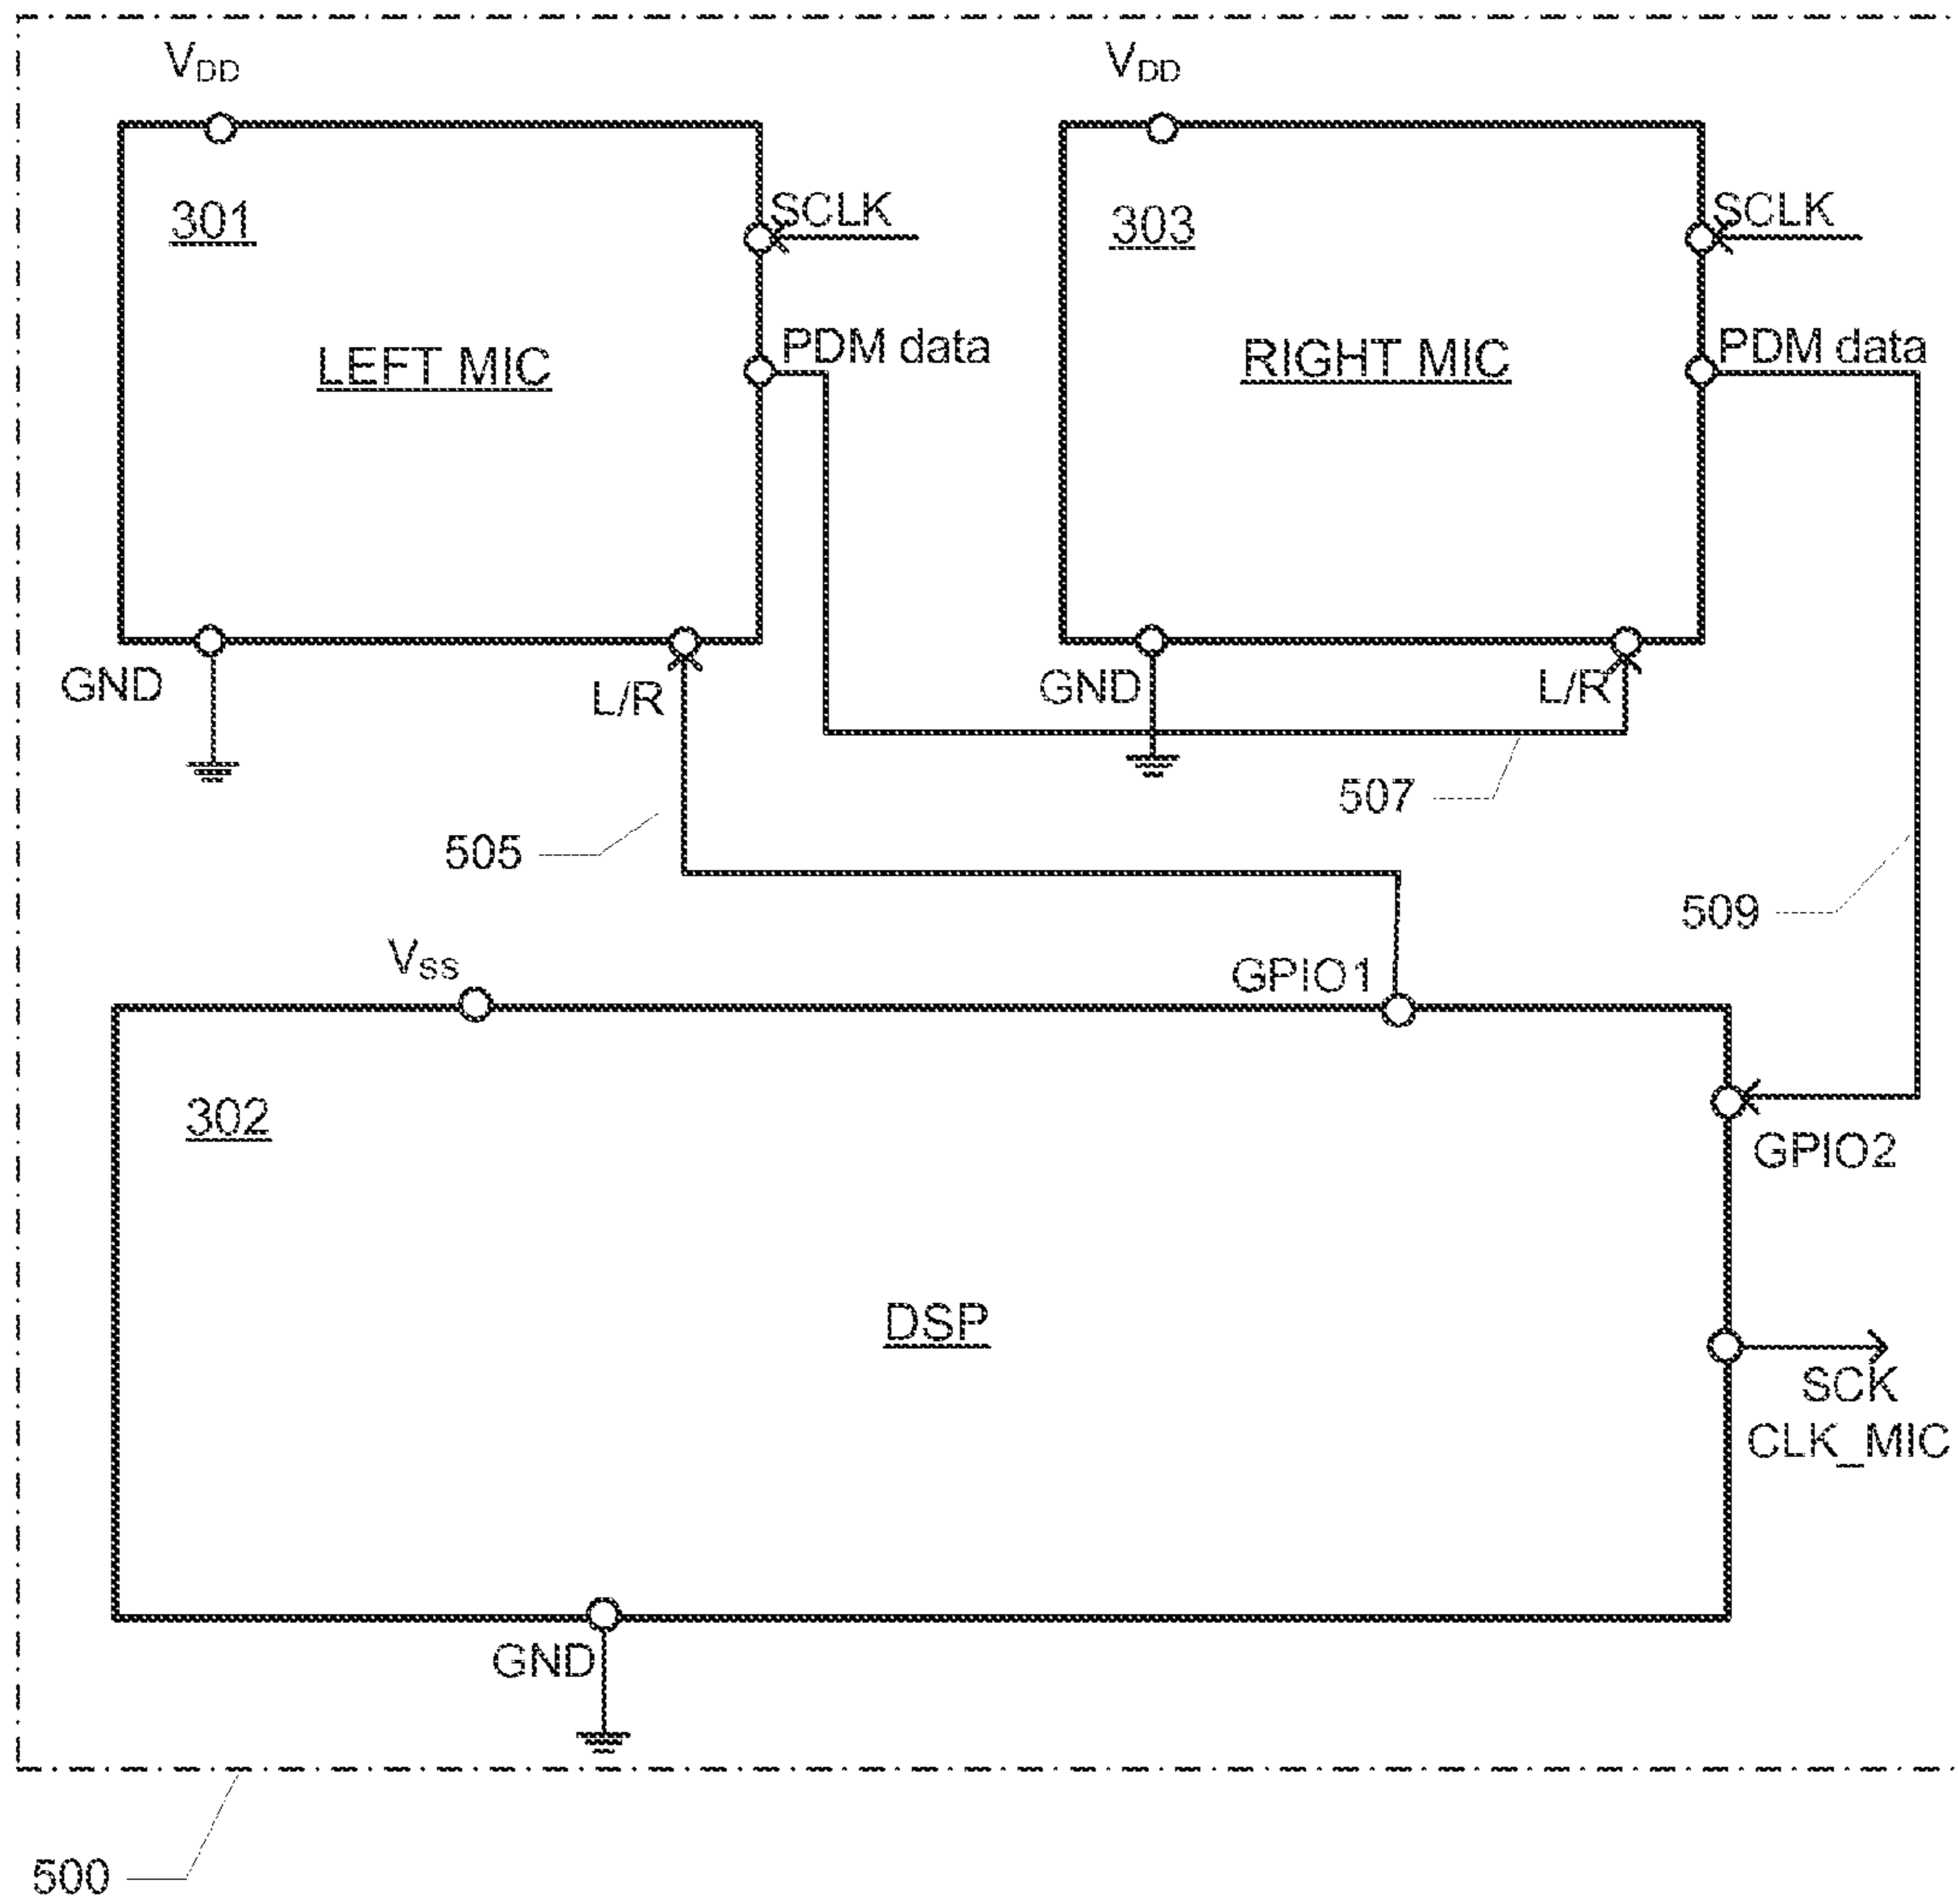 VDD
VDD
301
SCLK
303
SCLK
LEFT MIC
PDM data
RIGHT MIC
PDM data
GND
L/R
GND
L/R
507
505
509
VSS
GPIO1
302
GPIO2
DSP
SCK
CLK_MIC
GND
500